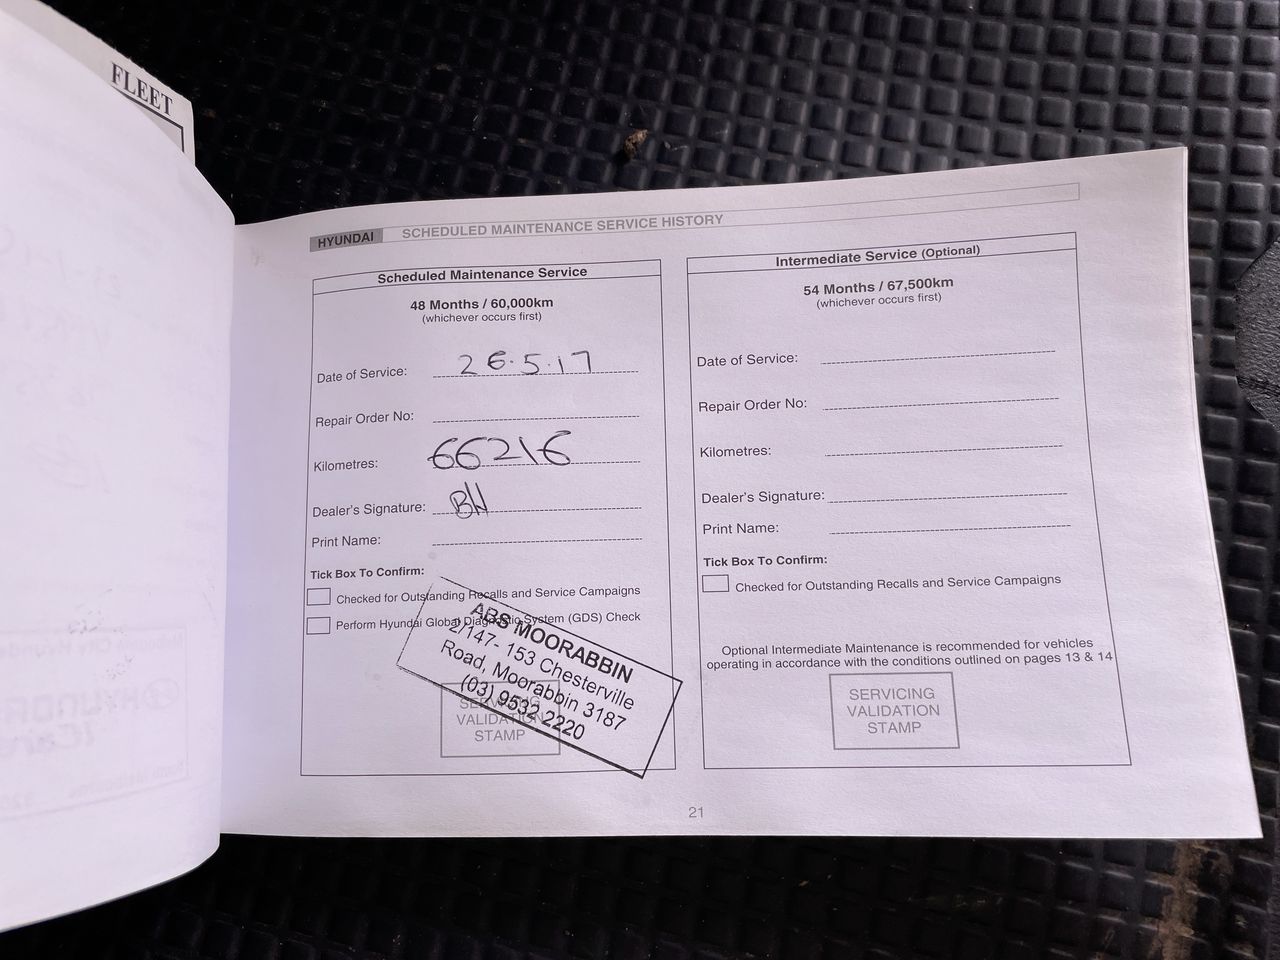 FLEET
HYUNDAI SCHEDULED MAINTENANCE SERVICE HISTORY
Scheduled Maintenance Service
48 Months / 60,000km
(whichever occurs first)
Date of Service: 26.5.17
Repair Order No:
Kilometres: 66216
Dealer's Signature: BH
Print Name:
Tick Box To Confirm:
Checked for Outstanding Recalls and Service Campaigns
Perform Hyundai Global Diagnostic System (GDS) Check
ABS MOORABBIN
2/147- 153 Chesterville
Road, Moorabbin 3187
(03) 9532 2220
SERVICING
VALIDATION
STAMP
Intermediate Service (Optional)
54 Months / 67,500km
(whichever occurs first)
Date of Service:
Repair Order No:
Kilometres:
Dealer's Signature:
Print Name:
Tick Box To Confirm:
Checked for Outstanding Recalls and Service Campaigns
Optional Intermediate Maintenance is recommended for vehicles
operating in accordance with the conditions outlined on pages 13 & 14
SERVICING
VALIDATION
STAMP
21